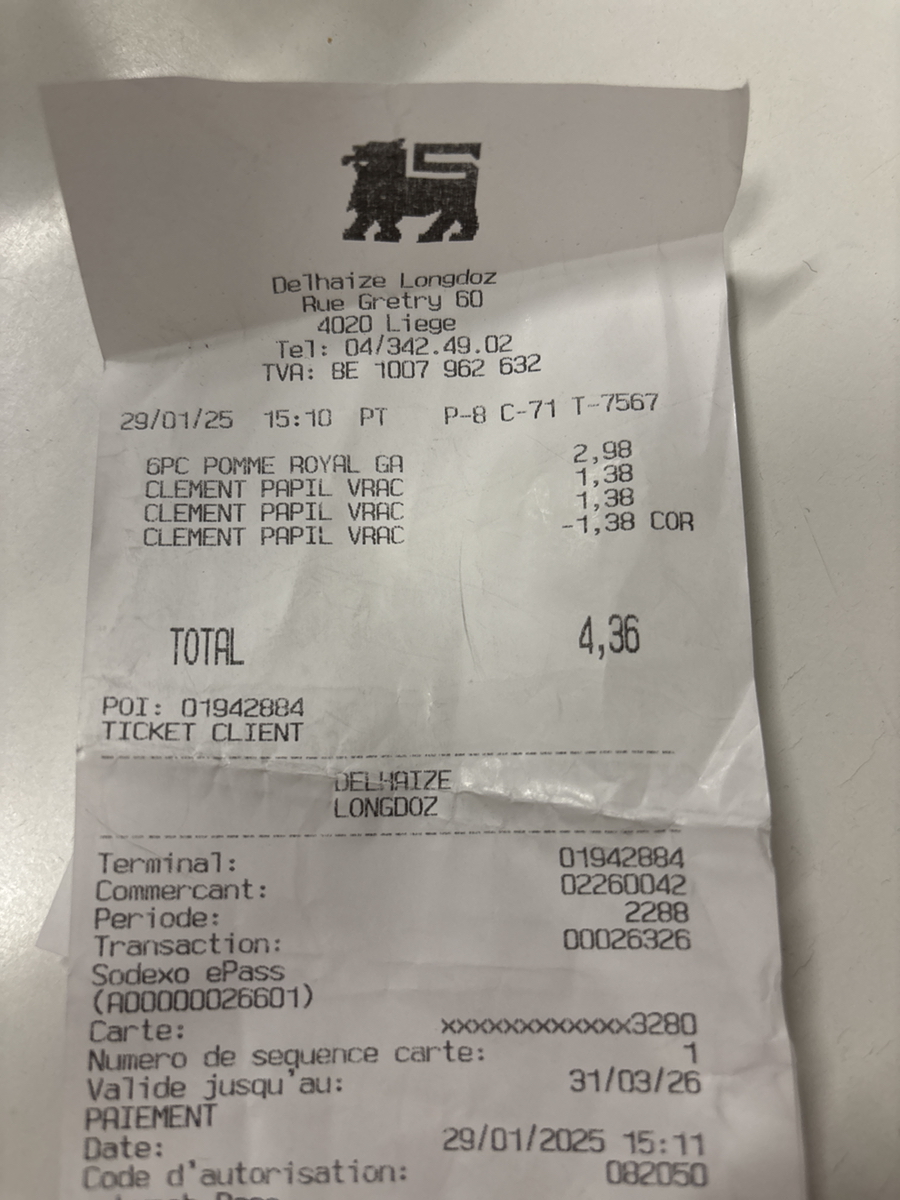 Delhaize Longdoz
Rue Gretry 60
4020 Liege
Tel: 04/342.49.02
TVA: BE 1007 962 632
29/01/25 15:10 PT P-8 C-71 T-7567
6PC POMME ROYAL GA 2,98
CLEMENT PAPIL VRAC 1,38
CLEMENT PAPIL VRAC 1,38
CLEMENT PAPIL VRAC -1,38 COR
TOTAL 4,36
POI: 01942884
TICKET CLIENT
DELHAIZE
LONGDOZ
Terminal: 01942884
Commercant: 02260042
Periode: 2288
Transaction: 00026326
Sodexo ePass
(A00000026601)
Carte: xxxxxxxxxxxxx3280
Numero de sequence carte: 1
Valide jusqu'au: 31/03/26
PAIEMENT
Date: 29/01/2025 15:11
Code d'autorisation: 082050